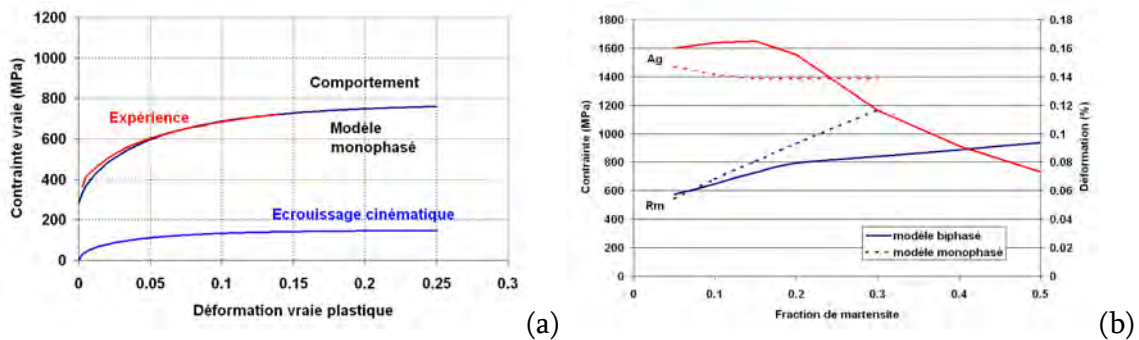 1200
1000
800
600
400
200
0
Contrainte vraie (MPa)
Comportement
Expérience
Modèle
monophasé
Ecrouissage cinématique
0 0.05 0.1 0.15 0.2 0.25 0.3
Déformation vraie plastique
(a)
1800
1600
1400
1200
1000
800
600
400
200
0
Contrainte (MPa)
Ag
Rm
modèle biphasé
modèle monophasé
0.18
0.16
0.14
0.12
0.1
0.08
0.06
0.04
0.02
0
Déformation (%)
0 0.1 0.2 0.3 0.4 0.5
Fraction de martensite
(b)